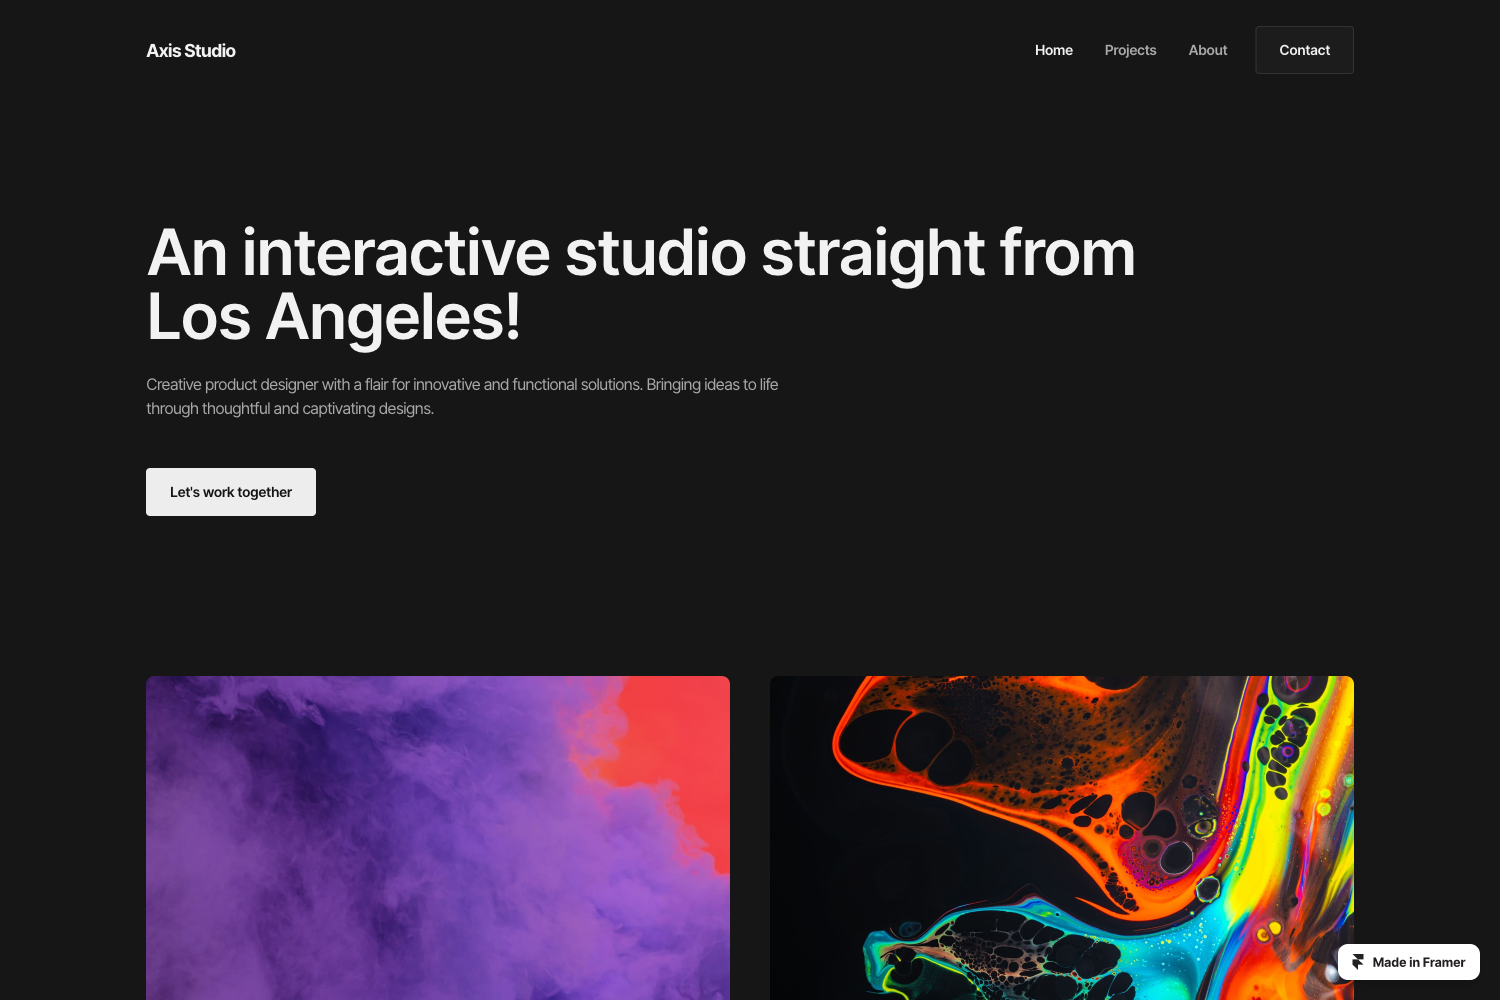 Axis Studio
Home
Projects
About
Contact
An interactive studio straight from
Los Angeles!
Creative product designer with a flair for innovative and functional solutions. Bringing ideas to life
through thoughtful and captivating designs.
Let's work together
Made in Framer